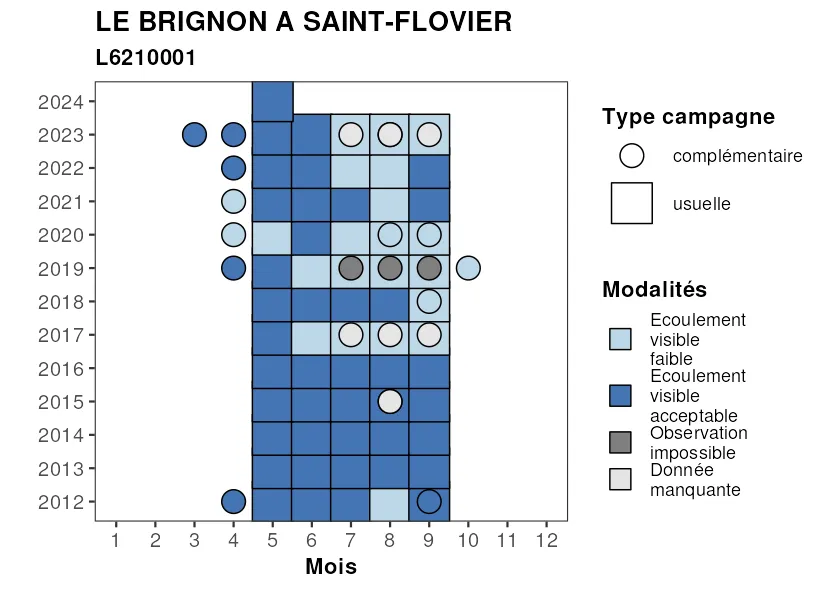 LE BRIGNON A SAINT-FLOVIER
L6210001
2024
2023
2022
2021
2020
2019
2018
2017
2016
2015
2014
2013
2012
1 2 3 4 5 6 7 8 9 10 11 12
Mois
Type campagne
complémentaire
usuelle
Modalités
Ecoulement
visible
faible
Ecoulement
visible
acceptable
Observation
impossible
Donnée
manquante